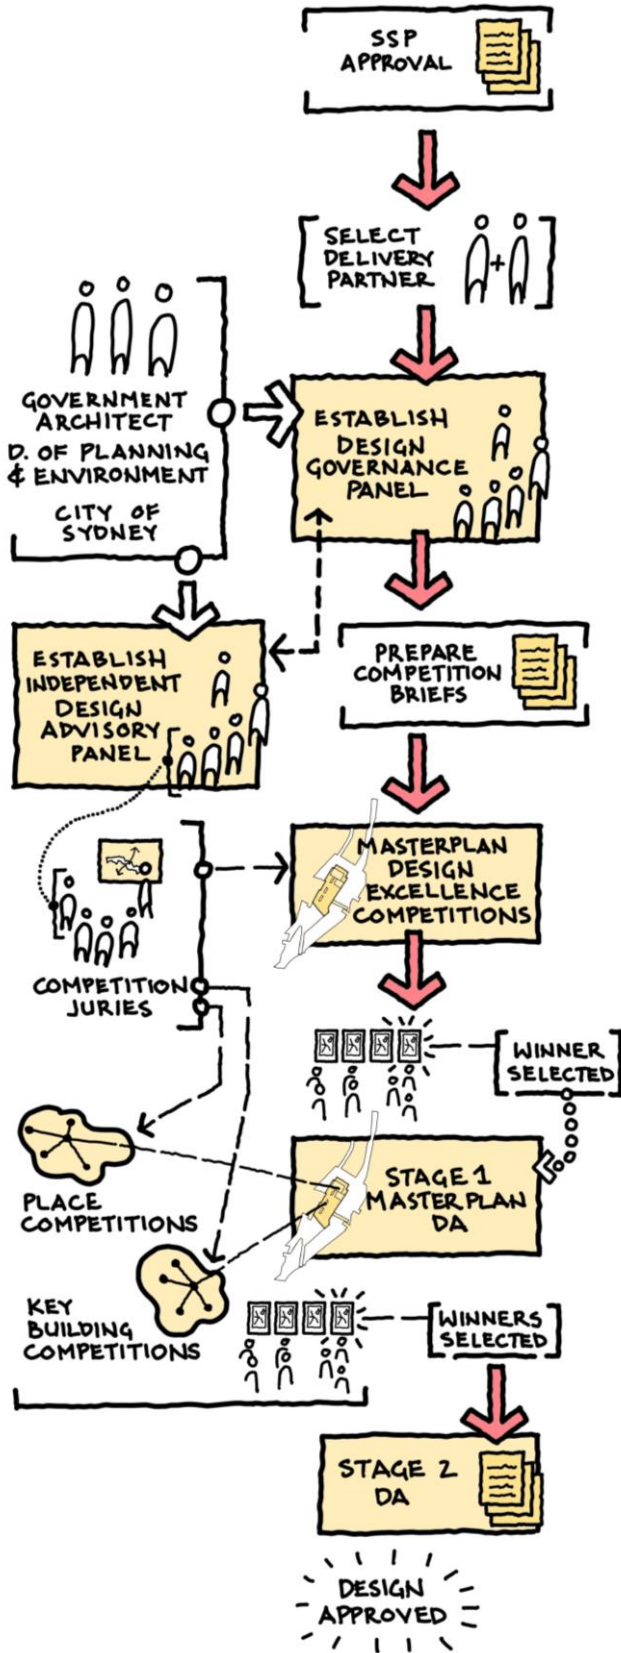 SSP
APPROVAL
SELECT
DELIVERY
PARTNER
+
GOVERNMENT
ARCHITECT
D. OF PLANNING
& ENVIRONMENT
CITY OF
SYDNEY
ESTABLISH
DESIGN
GOVERNANCE
PANEL
ESTABLISH
INDEPENDENT
DESIGN
ADVISORY
PANEL
PREPARE
COMPETITION
BRIEFS
MASTERPLAN
DESIGN
EXCELLENCE
COMPETITIONS
COMPETITION
JURIES
WINNER
SELECTED
PLACE
COMPETITIONS
STAGE 1
MASTERPLAN
DA
KEY
BUILDING
COMPETITIONS
WINNERS
SELECTED
STAGE 2
DA
DESIGN
APPROVED